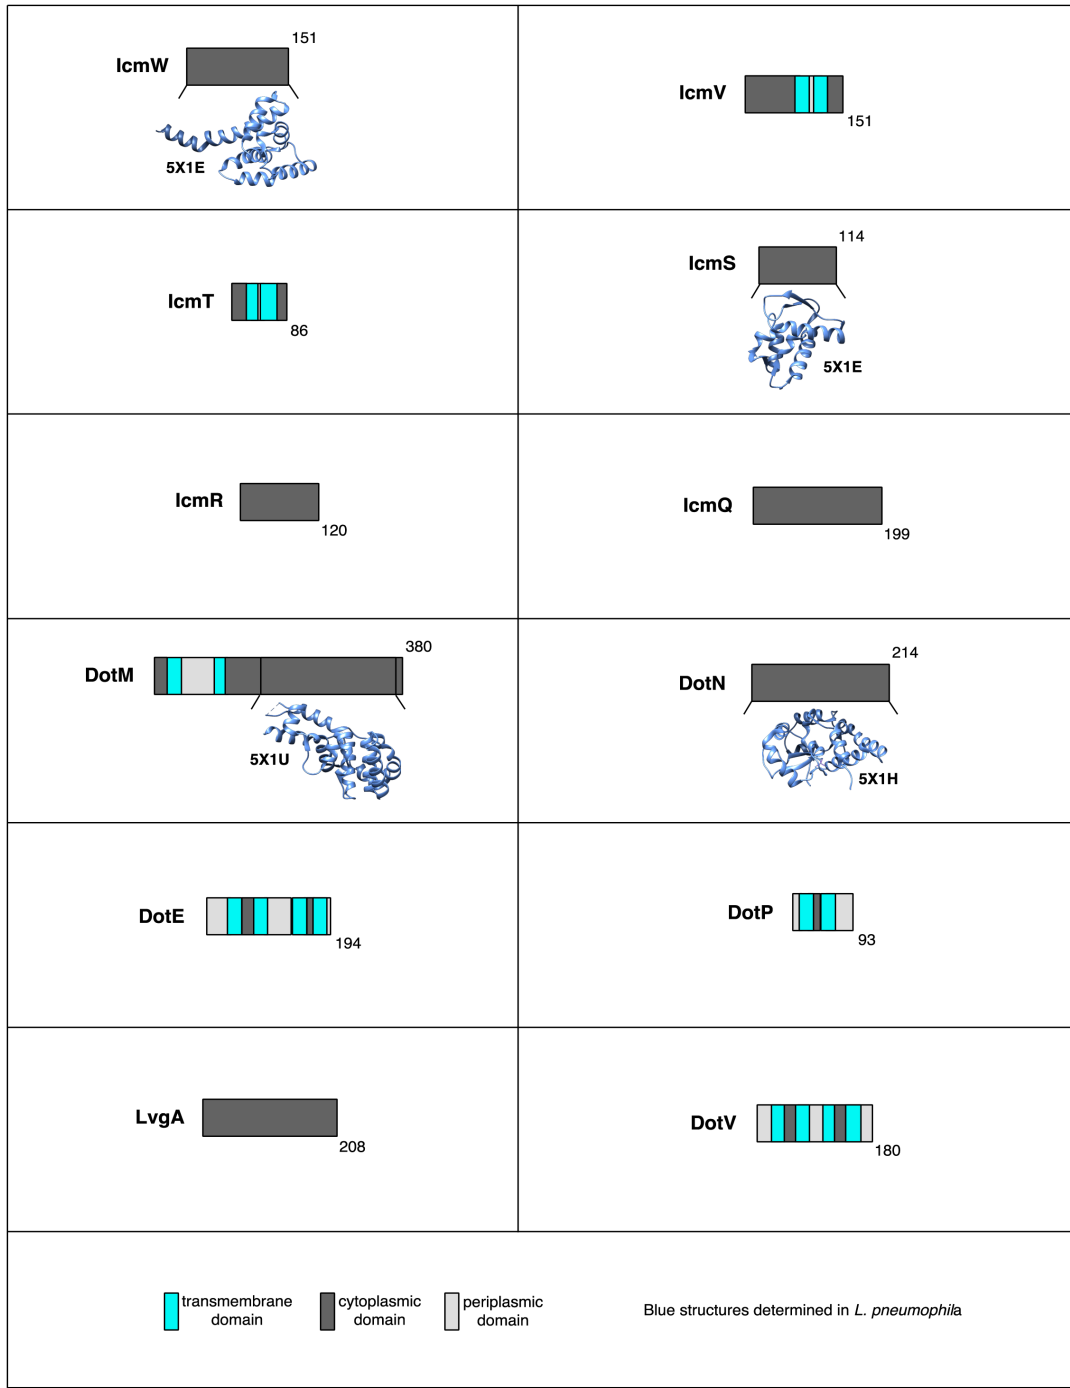 151
IcmW
5X1E
IcmV
151
IcmT
86
114
IcmS
5X1E
IcmR
120
IcmQ
199
380
DotM
5X1U
214
DotN
5X1H
DotE
194
DotP
93
LvgA
208
DotV
180
transmembrane
domain
cytoplasmic
domain
periplasmic
domain
Blue structures determined in L. pneumophila